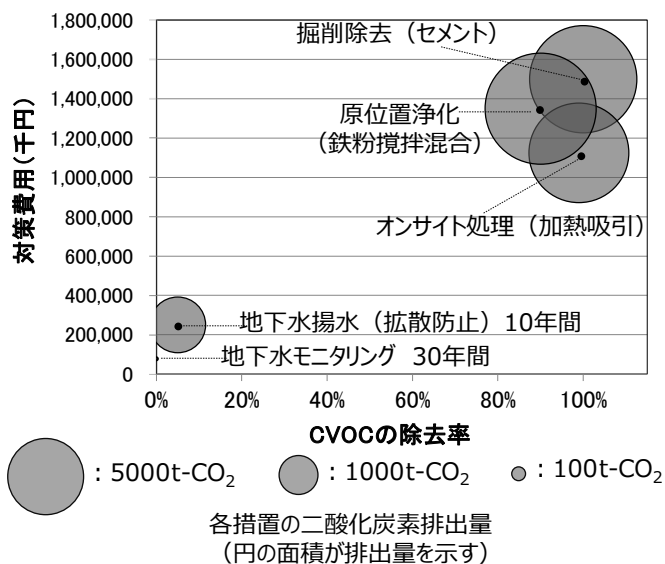 対策費用(千円)
1,800,000
1,600,000
1,400,000
1,200,000
1,000,000
800,000
600,000
400,000
200,000
0
掘削除去（セメント）
原位置浄化
（鉄粉撹拌混合）
オンサイト処理（加熱吸引）
地下水揚水（拡散防止）10年間
地下水モニタリング 30年間
0%
20%
40%
60%
80%
100%
CVOCの除去率
：5000t-CO₂
：1000t-CO₂
：100t-CO₂
各措置の二酸化炭素排出量
（円の面積が排出量を示す）